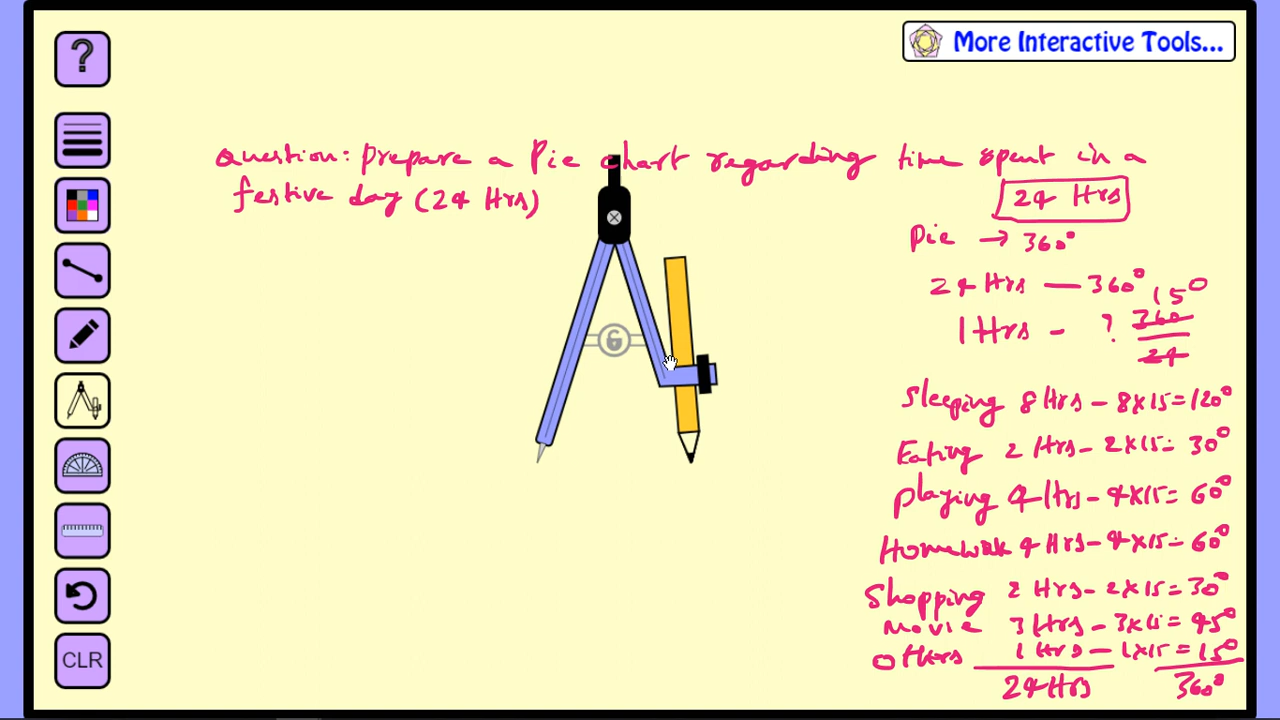 ?
More Interactive Tools...
Question: Prepare a Pie chart regarding time spent in a
festive day (24 Hrs)
24 Hrs
Pie → 360°
24 Hrs — 360°
15°
1 Hrs - ? 360
24
Sleeping 8 Hrs - 8×15=120°
Eating 2 Hrs - 2×15= 30°
Playing 4 Hrs - 4×15= 60°
Homework 4 Hrs - 4×15= 60°
Shopping 2 Hrs - 2×15= 30°
Movie 3 Hrs - 3×15= 45°
Others 1 Hrs - 1×15=15°
24 Hrs 360°
CLR